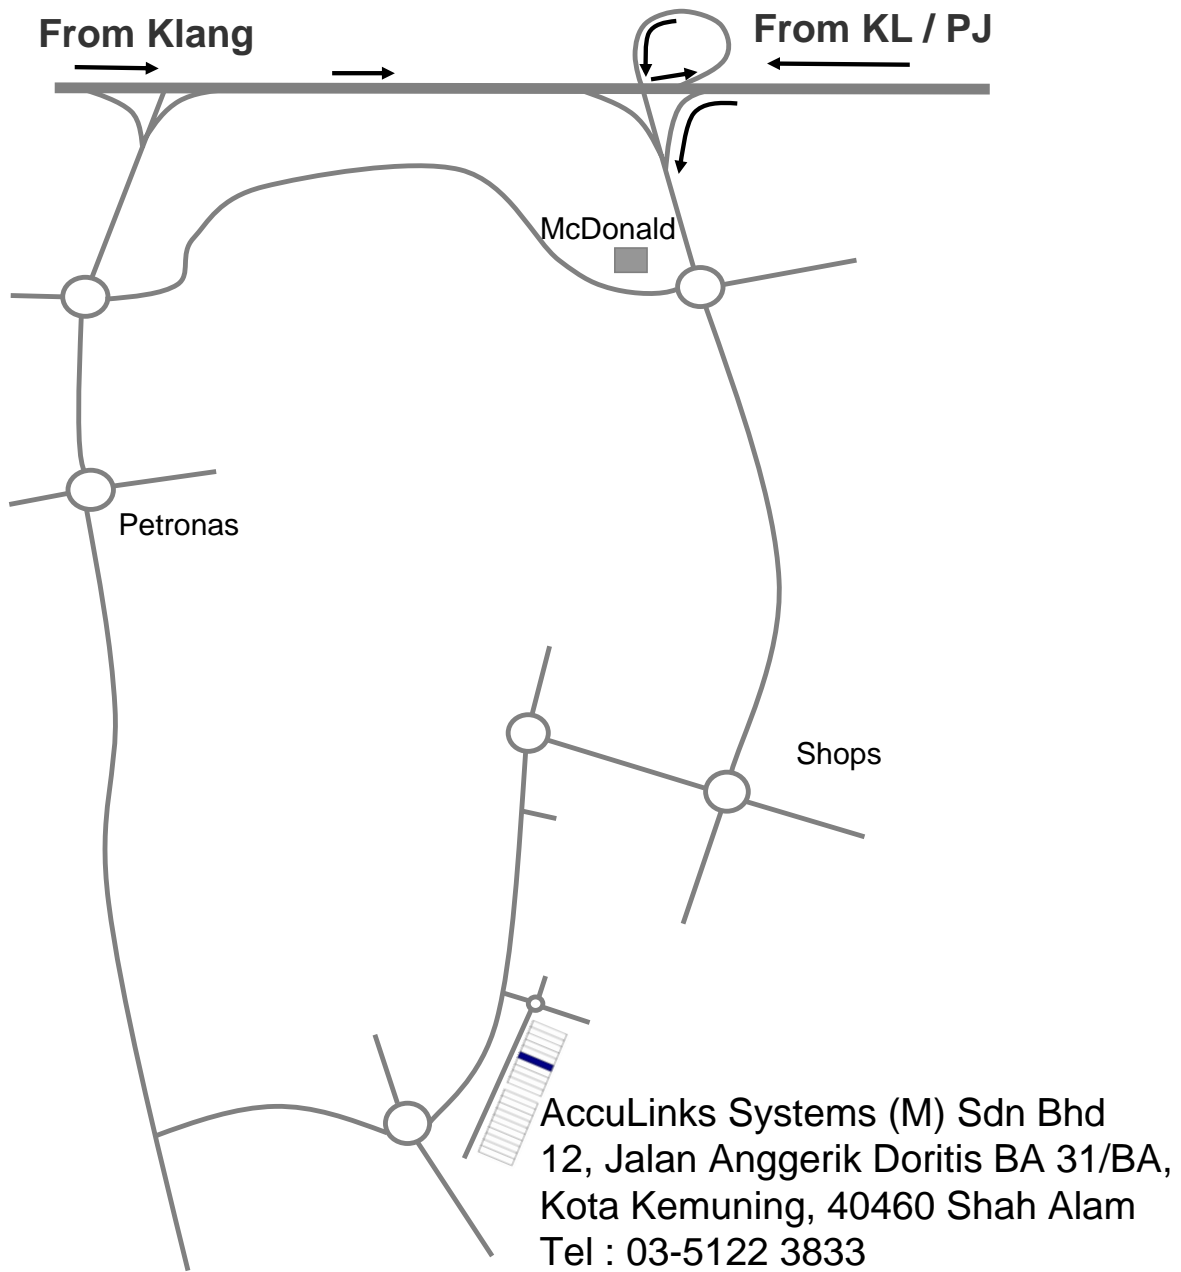 From Klang
From KL / PJ
McDonald
Petronas
Shops
AccuLinks Systems (M) Sdn Bhd
12, Jalan Anggerik Doritis BA 31/BA,
Kota Kemuning, 40460 Shah Alam
Tel : 03-5122 3833